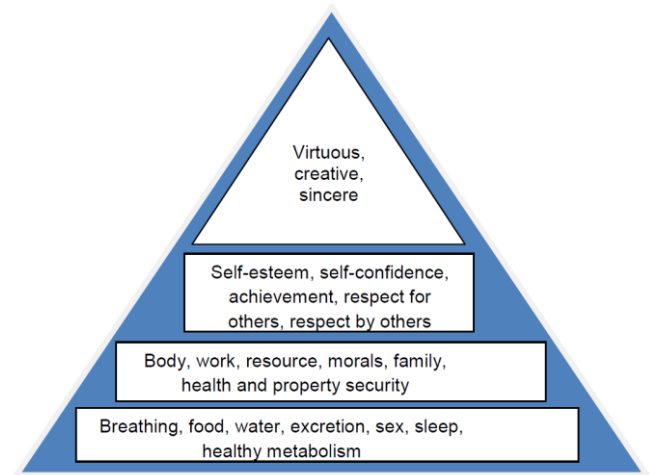 Virtuous,
creative,
sincere
Self-esteem, self-confidence,
achievement, respect for
others, respect by others
Body, work, resource, morals, family,
health and property security
Breathing, food, water, excretion, sex, sleep,
healthy metabolism